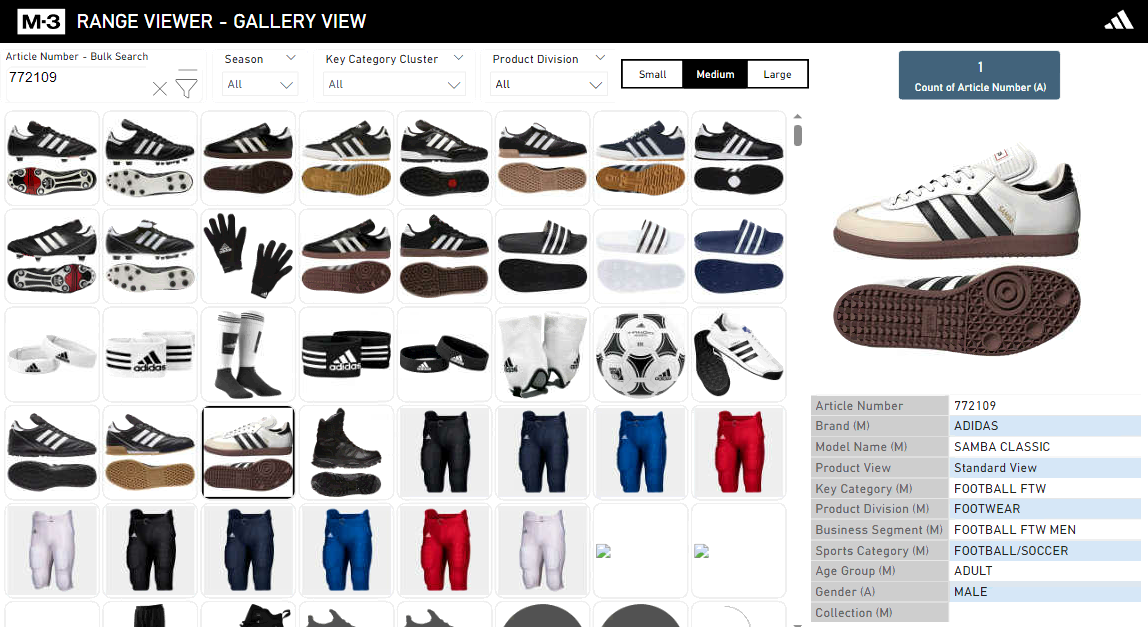 M-3 RANGE VIEWER - GALLERY VIEW
Article Number - Bulk Search
772109
Season
All
Key Category Cluster
All
Product Division
All
Small Medium Large
1
Count of Article Number (A)
adidas
adidas
SAMBA
Article Number 772109
Brand (M) ADIDAS
Model Name (M) SAMBA CLASSIC
Product View Standard View
Key Category (M) FOOTBALL FTW
Product Division (M) FOOTWEAR
Business Segment (M) FOOTBALL FTW MEN
Sports Category (M) FOOTBALL/SOCCER
Age Group (M) ADULT
Gender (A) MALE
Collection (M)